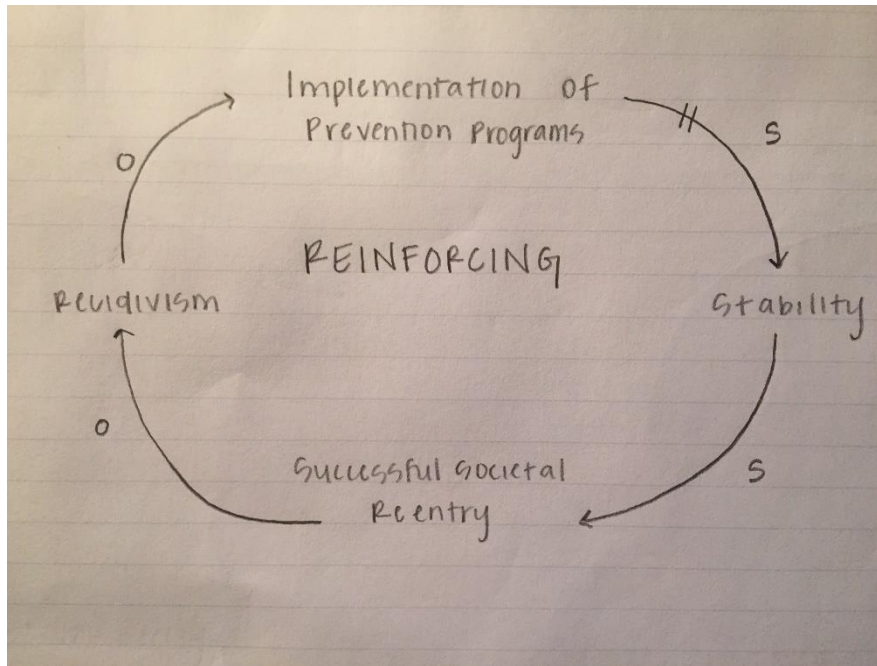 Implementation of
Prevention Programs
S
O
REINFORCING
Recidivism
Stability
O
S
Successful Societal
Reentry